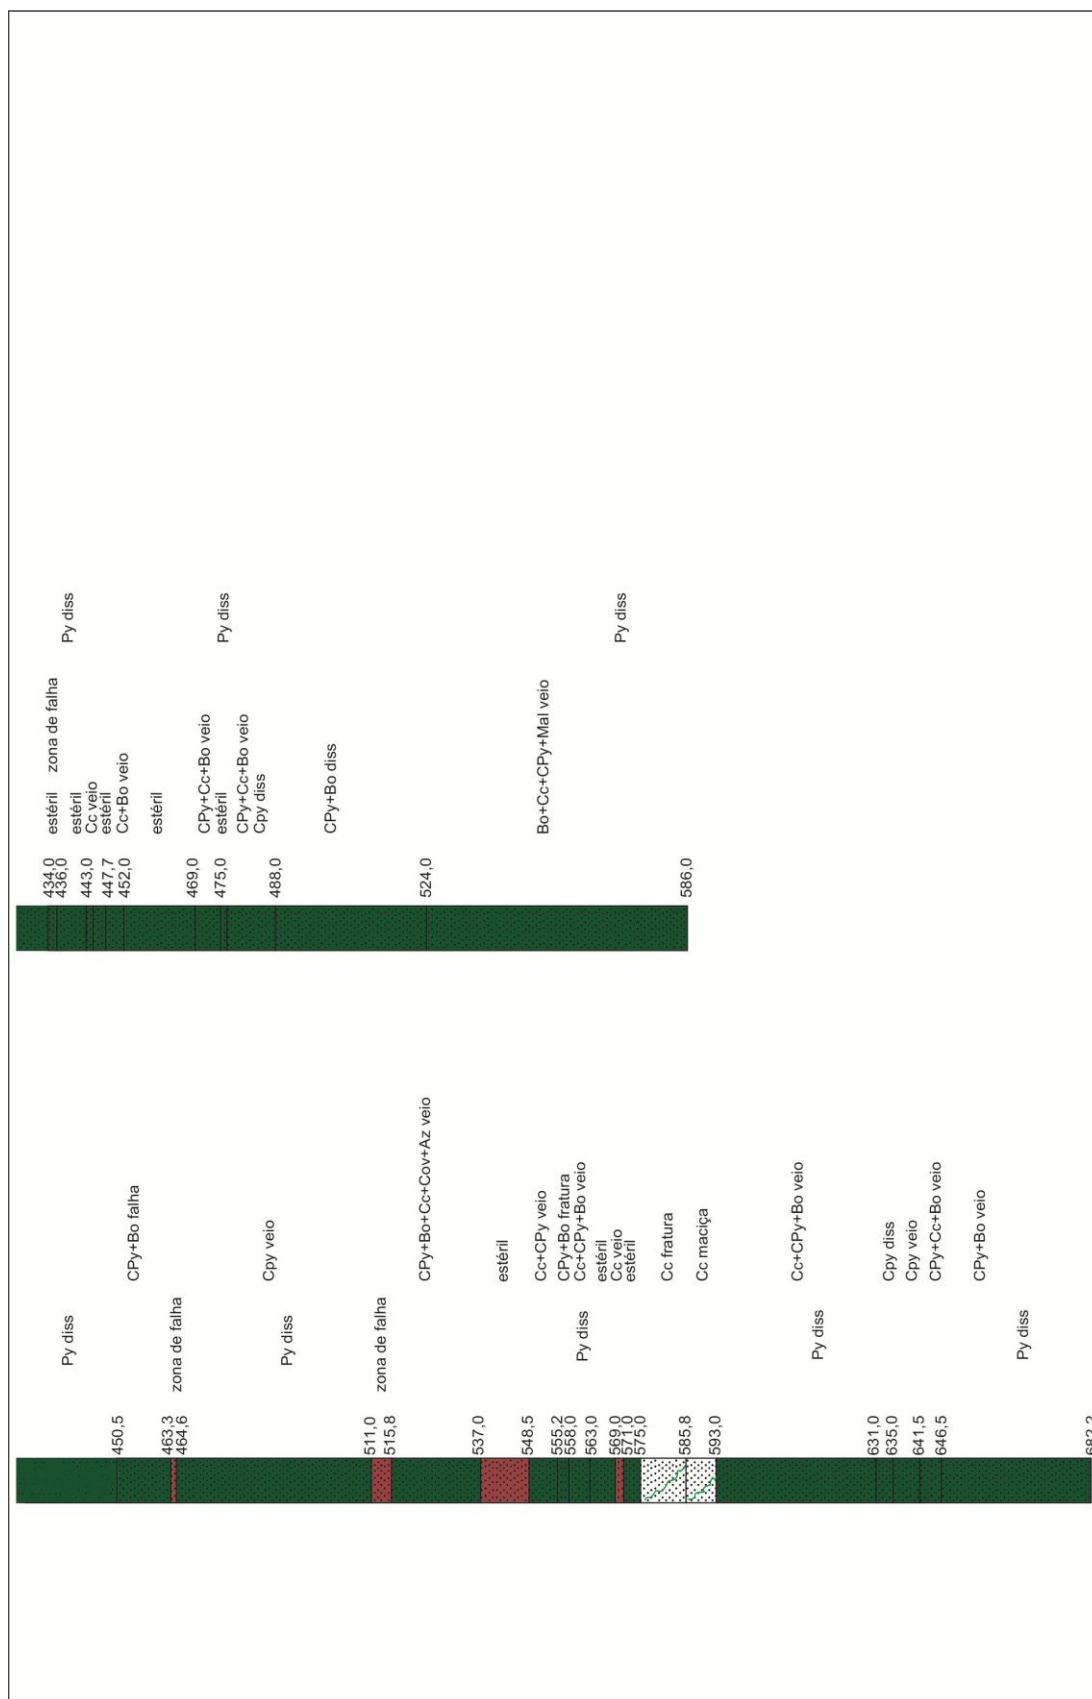 434,0
estéril
zona de falha
436,0
Py diss
estéril
443,0
Cc veio
447,7
estéril
452,0
Cc+Bo veio
estéril
469,0
CPy+Cc+Bo veio
475,0
estéril
Py diss
CPy+Cc+Bo veio
Cpy diss
488,0
CPy+Bo diss
524,0
Bo+Cc+CPy+Mal veio
Py diss
586,0
Py diss
450,5
CPy+Bo falha
463,3
zona de falha
464,6
Cpy veio
Py diss
511,0
zona de falha
515,8
CPy+Bo+Cc+Cov+Az veio
537,0
estéril
548,5
Cc+CPy veio
555,2
CPy+Bo fratura
558,0
Cc+CPy+Bo veio
Py diss
563,0
estéril
569,0
Cc veio
571,0
estéril
575,0
Cc fratura
585,8
Cc maciça
593,0
Cc+CPy+Bo veio
Py diss
631,0
Cpy diss
635,0
Cpy veio
641,5
CPy+Cc+Bo veio
646,5
CPy+Bo veio
Py diss